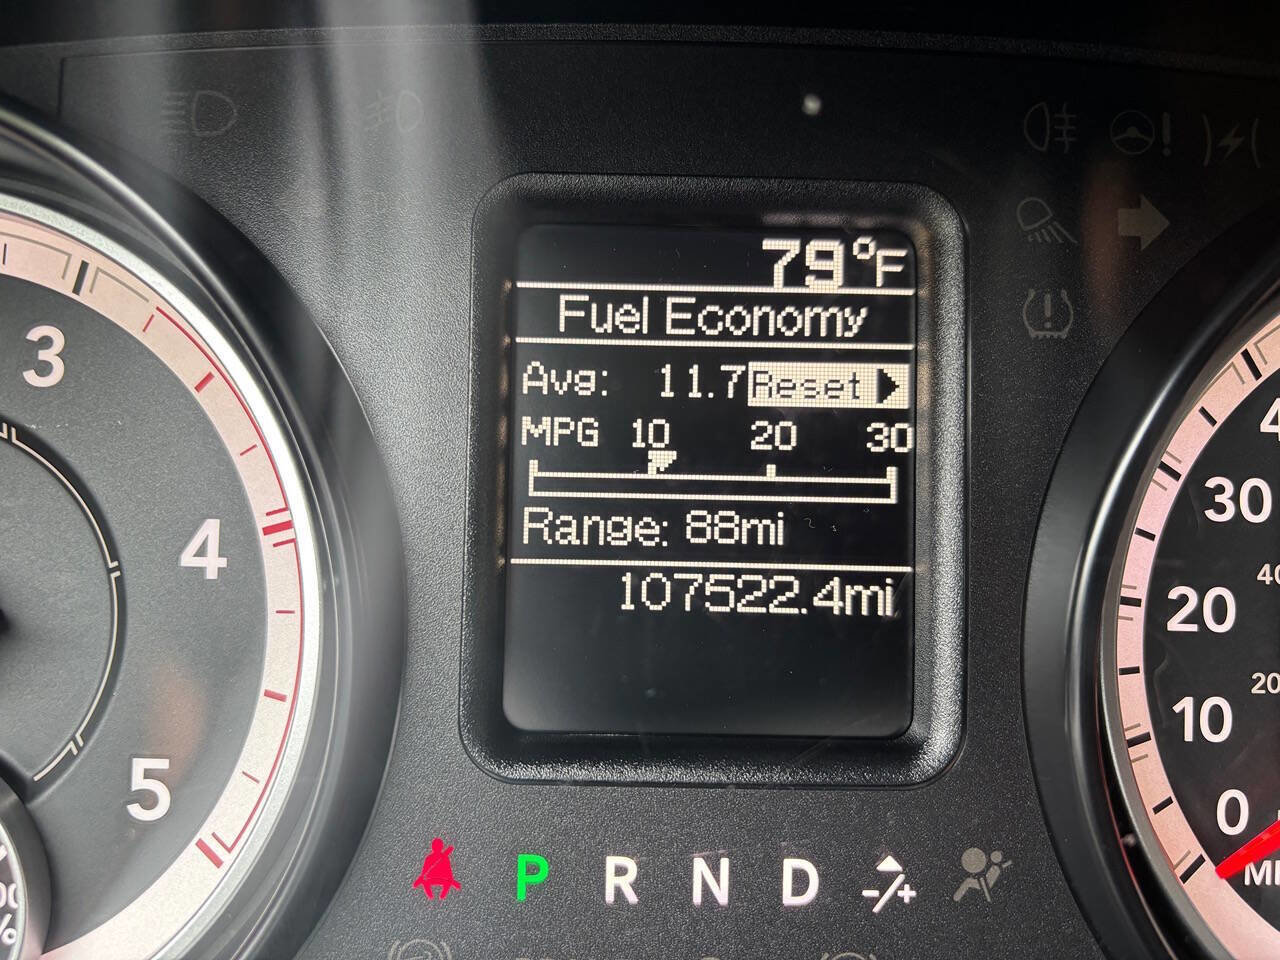 79°F
Fuel Economy
Avg: 11.7 Reset
MPG 10 20 30
Range: 88mi
107522.4mi
3
4
5
30
20
10
0
20
P R N D -/+